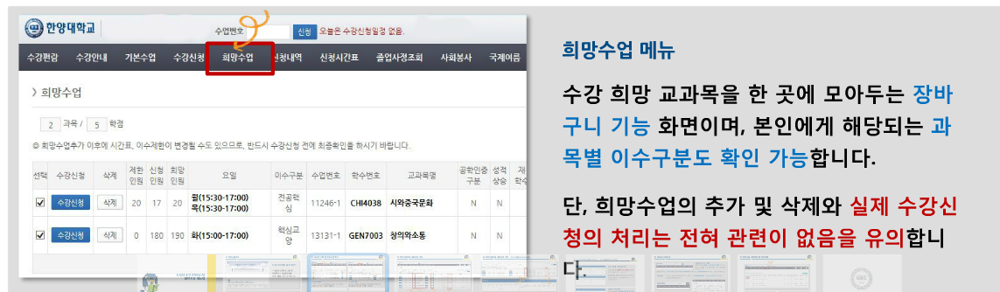 한양대학교
수업번호 신청 오늘은 수강신청일정 없음.
수강편람 수강안내 기본수업 수강신청 희망수업 신청내역 신청시간표 졸업사정조회 사회봉사 국제여름
> 희망수업
2 과목 / 5 학점
◎ 희망수업추가 이후에 시간표, 이수제한이 변경될 수도 있으므로, 반드시 수강신청 전에 최종확인을 하시기 바랍니다.
선택 수강신청 삭제 제한인원 신청인원 희망인원 요일 이수구분 수업번호 학수번호 교과목명 공학인증구분 성적상승 재학수
수강신청 삭제 20 17 20 월(15:30-17:00) 목(15:30-17:00) 전공핵심 11246-1 CHI4038 시와중국문화 N N
수강신청 삭제 0 180 190 화(15:00-17:00) 핵심교양 13131-1 GEN7003 창의와소통 N N
희망수업 메뉴
수강 희망 교과목을 한 곳에 모아두는 장바
구니 기능 화면이며, 본인에게 해당되는 과
목별 이수구분도 확인 가능합니다.
단, 희망수업의 추가 및 삭제와 실제 수강신
청의 처리는 전혀 관련이 없음을 유의합니
다.